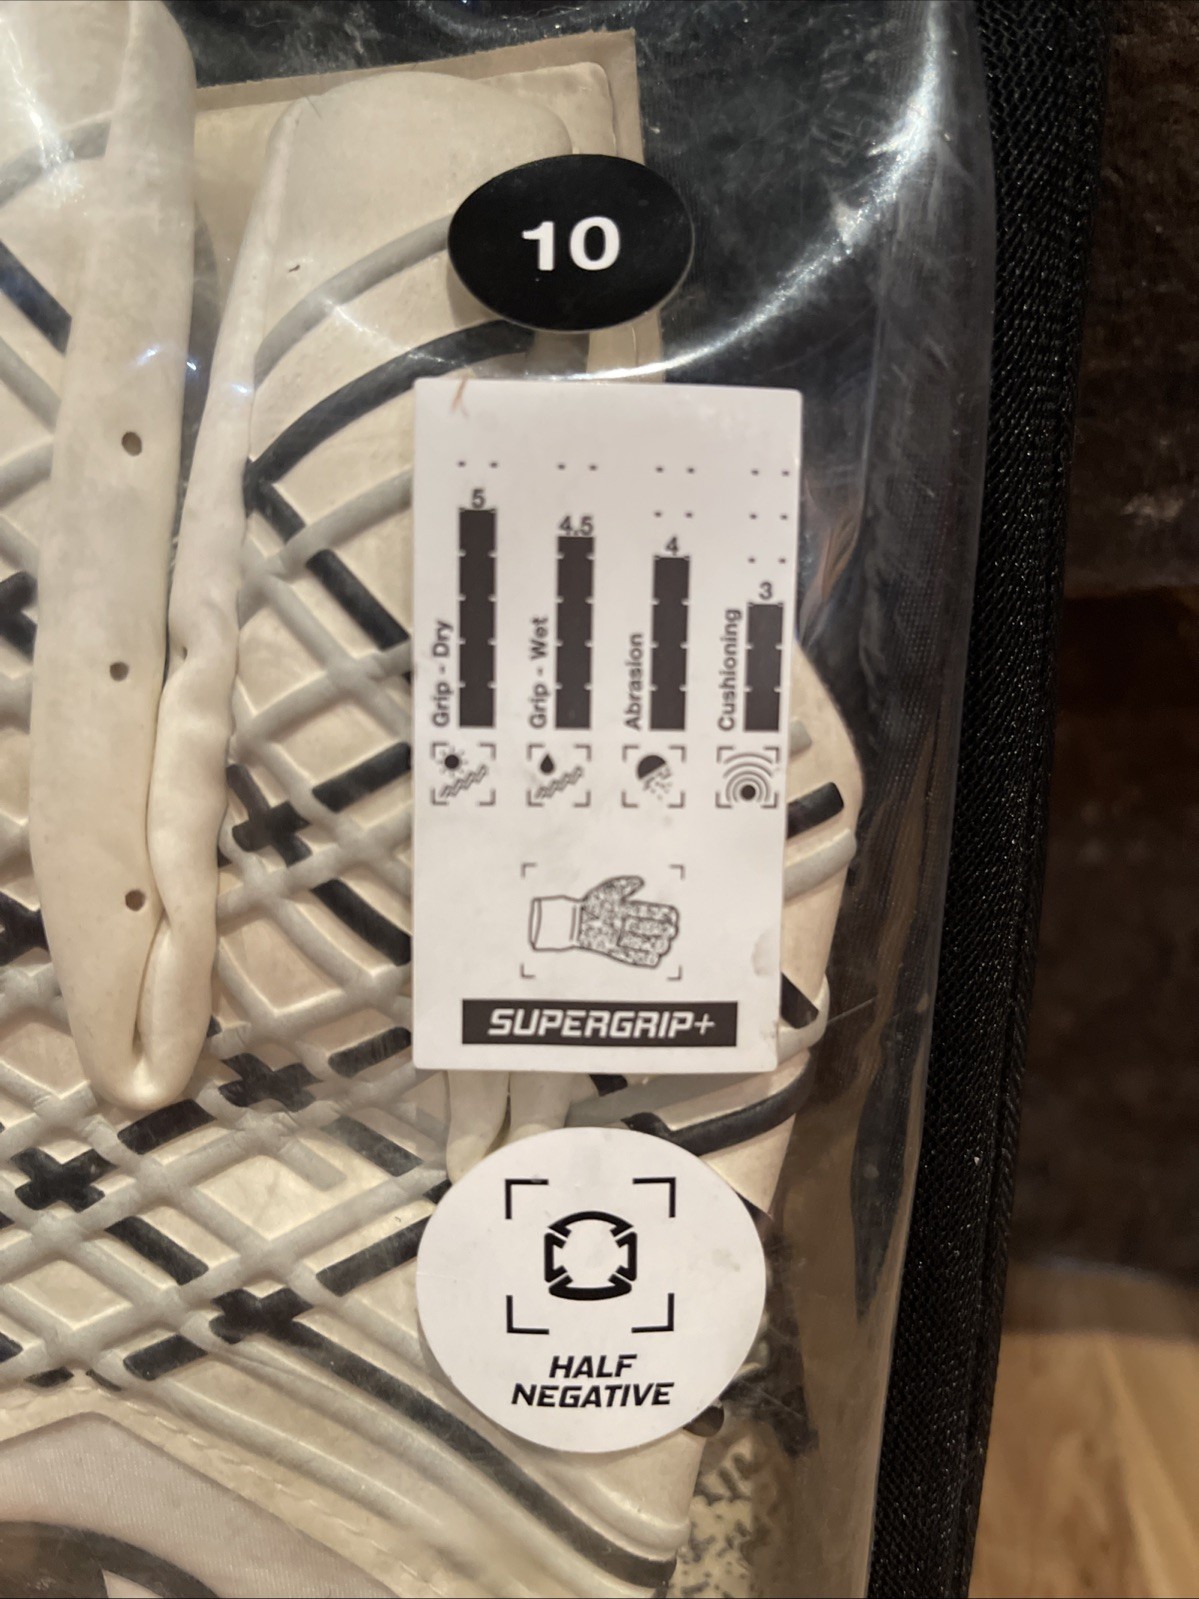 10
5
4.5
4
3
Grip - Dry
Grip - Wet
Abrasion
Cushioning
SUPERGRIP+
HALF
NEGATIVE